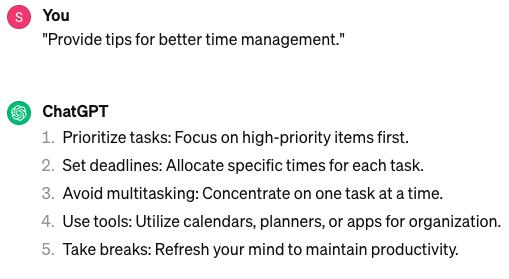 S You
"Provide tips for better time management."
ChatGPT
1. Prioritize tasks: Focus on high-priority items first.
2. Set deadlines: Allocate specific times for each task.
3. Avoid multitasking: Concentrate on one task at a time.
4. Use tools: Utilize calendars, planners, or apps for organization.
5. Take breaks: Refresh your mind to maintain productivity.